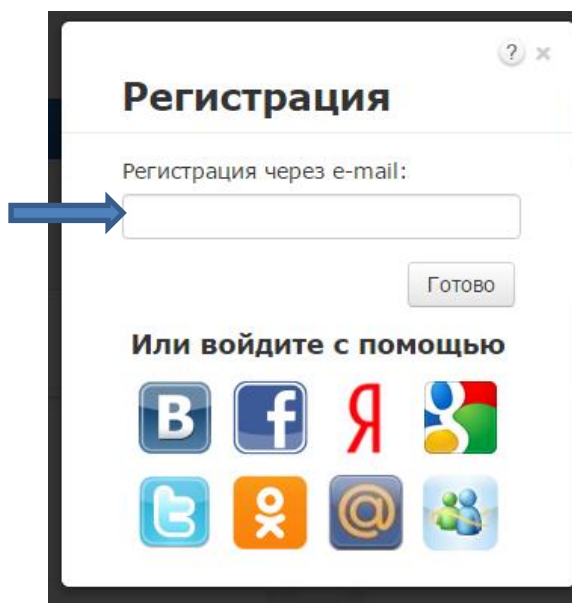 ? ×
Регистрация
Регистрация через e-mail:
Готово
Или войдите с помощью
В f Я g
t @